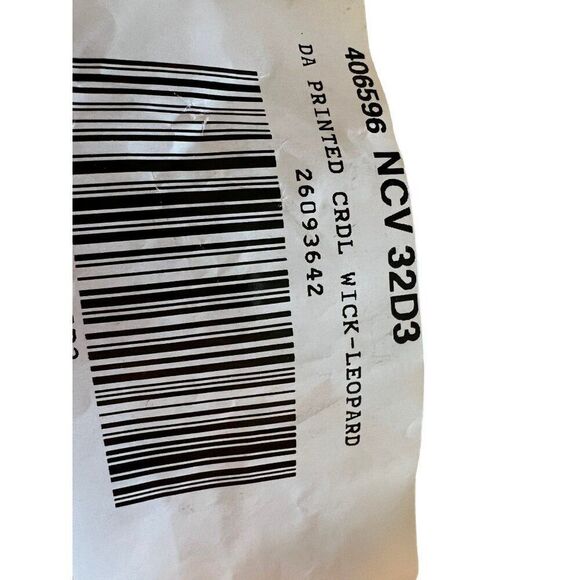 406596 NCV 32D3
DA PRINTED CRDL WICK-LEOPARD
26093642